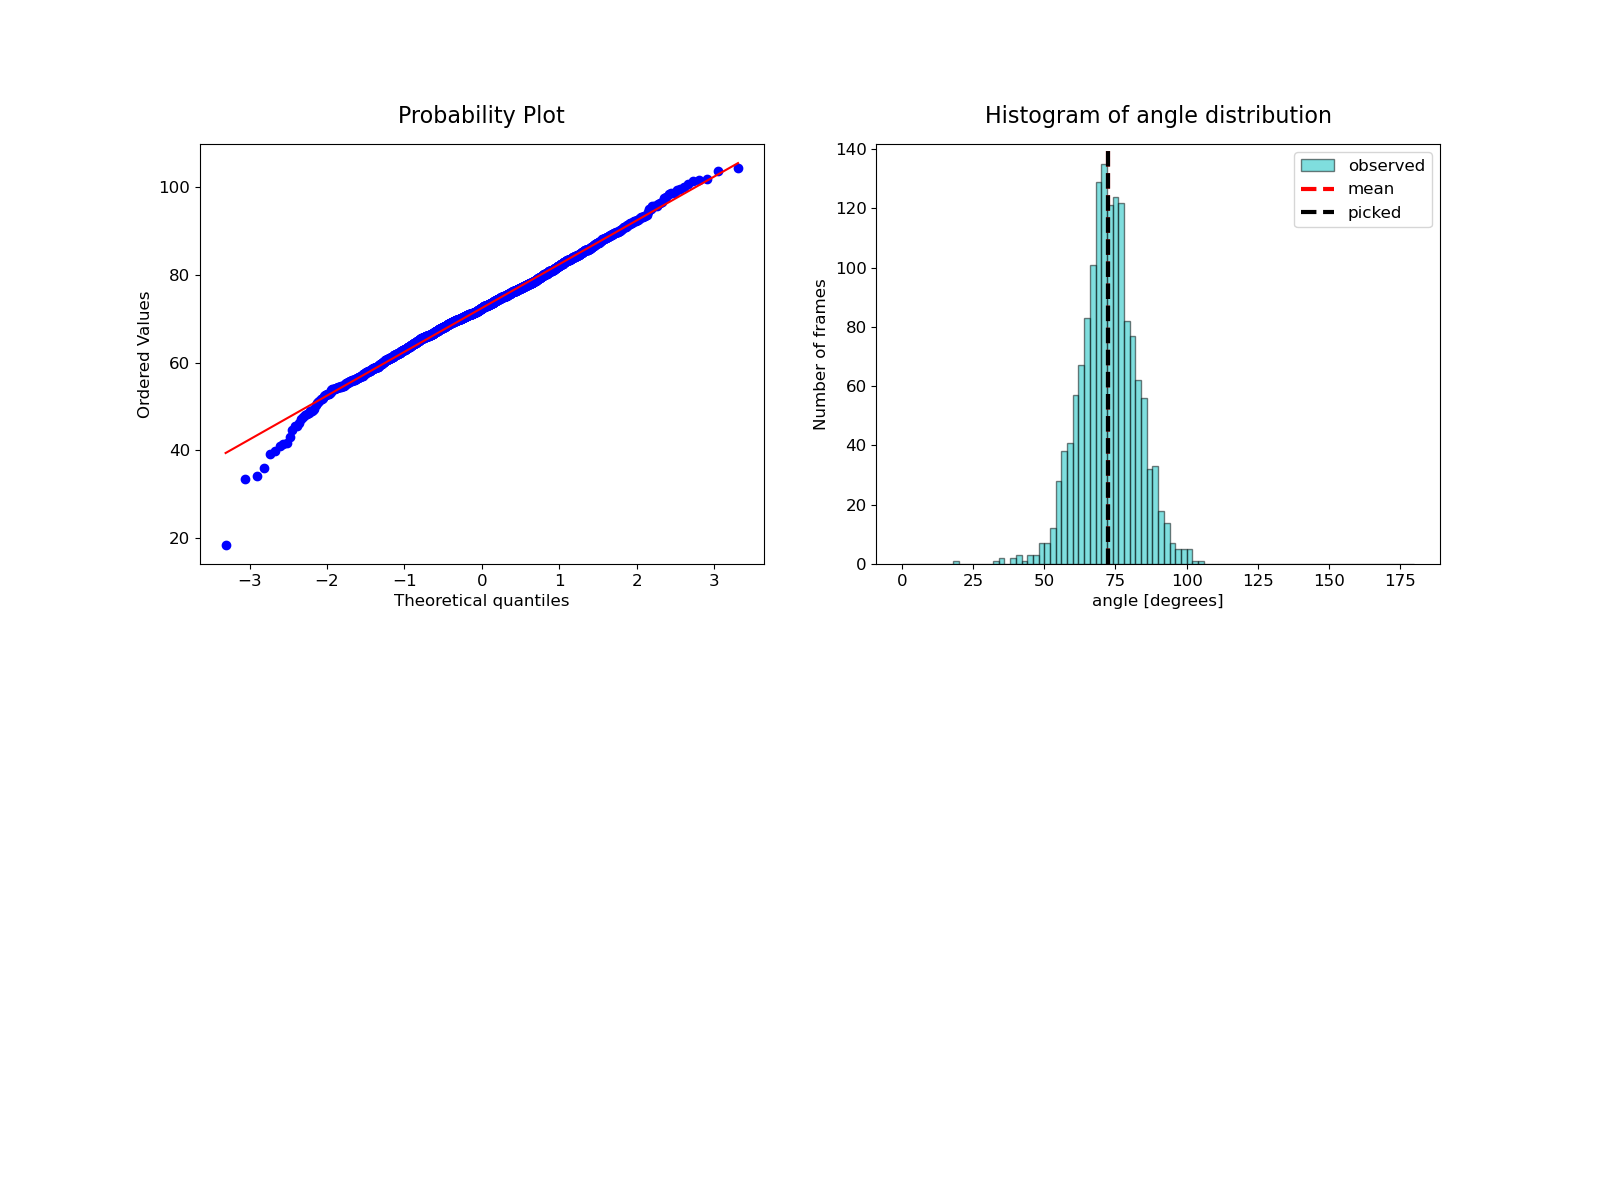 Probability Plot
Ordered Values
100
80
60
40
20
−3 −2 −1 0 1 2 3
Theoretical quantiles
Histogram of angle distribution
Number of frames
140
120
100
80
60
40
20
0
observed
mean
picked
0 25 50 75 100 125 150 175
angle [degrees]